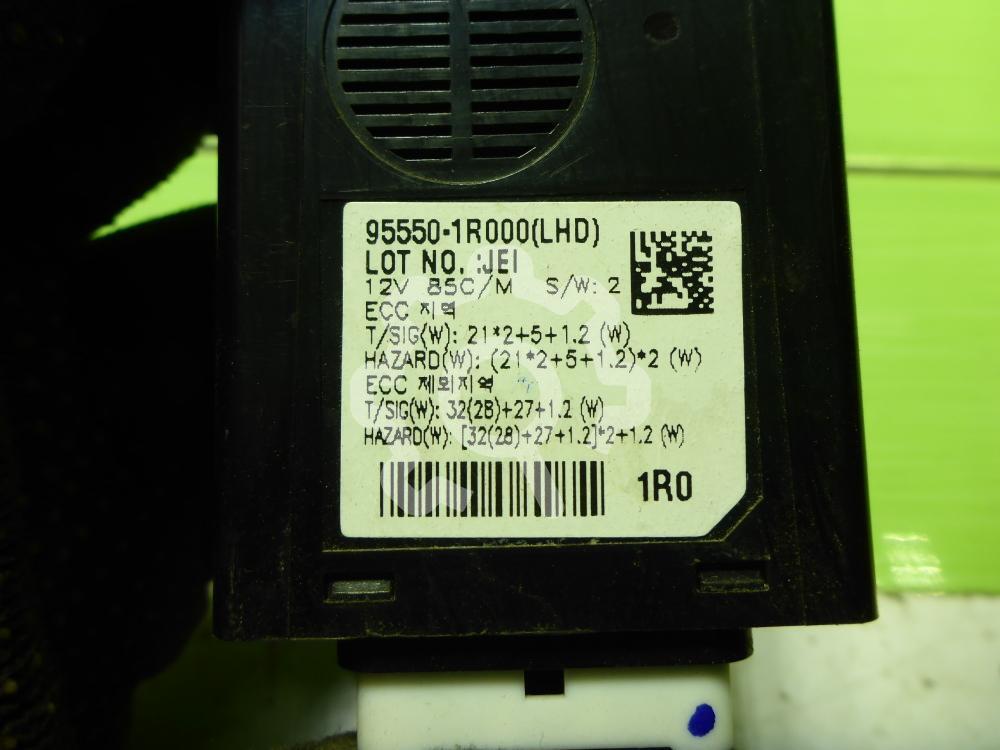 95550-1R000(LHD)
LOT NO. :JEI
12V 85C/M S/W: 2
ECC 지역
T/SIG(W): 21*2+5+1.2 (W)
HAZARD(W): (21*2+5+1.2)*2 (W)
ECC 제외지역
T/SIG(W): 32(28)+27+1.2 (W)
HAZARD(W): [32(28)+27+1.2]*2+1.2 (W)
1R0